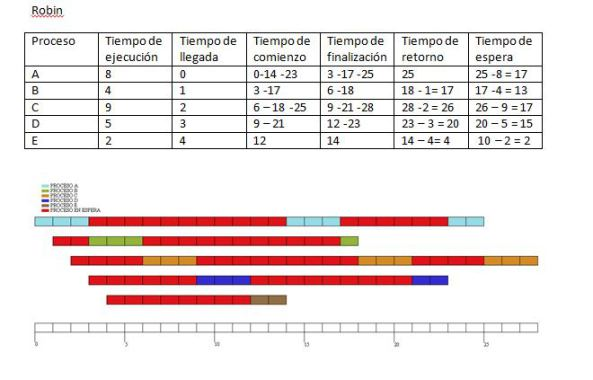 Robin
Proceso Tiempo de ejecución Tiempo de llegada Tiempo de comienzo Tiempo de finalización Tiempo de retorno Tiempo de espera
A 8 0 0-14 -23 3 -17 -25 25 25 -8 = 17
B 4 1 3 -17 6 -18 18 - 1= 17 17 -4 = 13
C 9 2 6 – 18 -25 9 -21 -28 28 -2 = 26 26 – 9 = 17
D 5 3 9 – 21 12 -23 23 – 3 = 20 20 – 5 = 15
E 2 4 12 14 14 – 4= 4 10 – 2 = 2
PROCESO A
PROCESO B
PROCESO C
PROCESO D
PROCESO E
PROCESO EN ESPERA
0 5 10 15 20 25